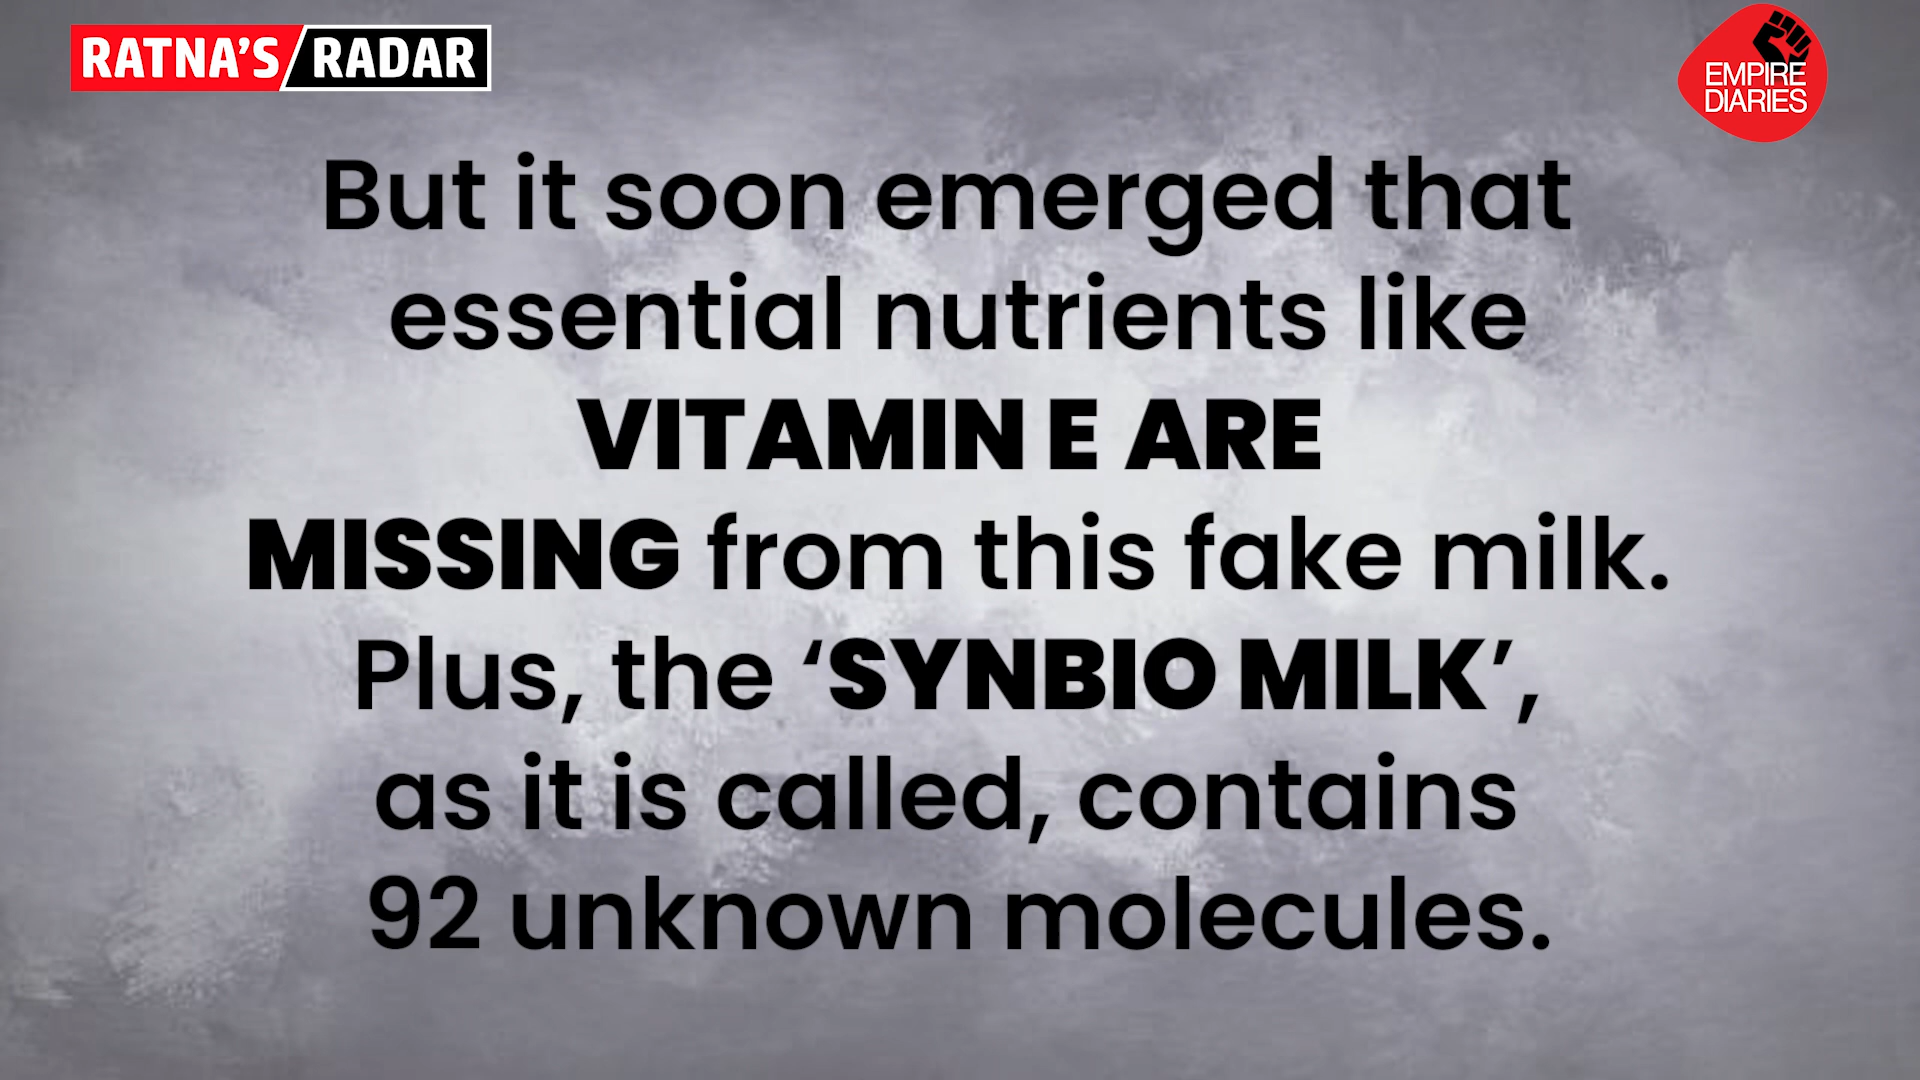 RATNA'S RADAR
EMPIRE
DIARIES
But it soon emerged that
essential nutrients like
VITAMIN E ARE
MISSING from this fake milk.
Plus, the ‘SYNBIO MILK’,
as it is called, contains
92 unknown molecules.